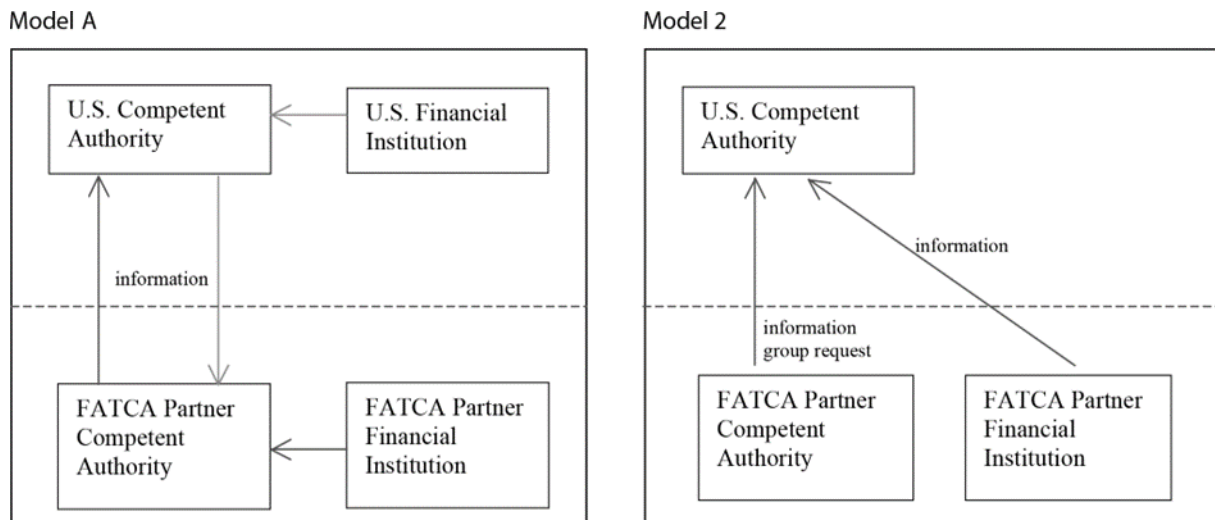 Model A
U.S. Competent
Authority
U.S. Financial
Institution
information
FATCA Partner
Competent
Authority
FATCA Partner
Financial
Institution
Model 2
U.S. Competent
Authority
information
information
group request
FATCA Partner
Competent
Authority
FATCA Partner
Financial
Institution